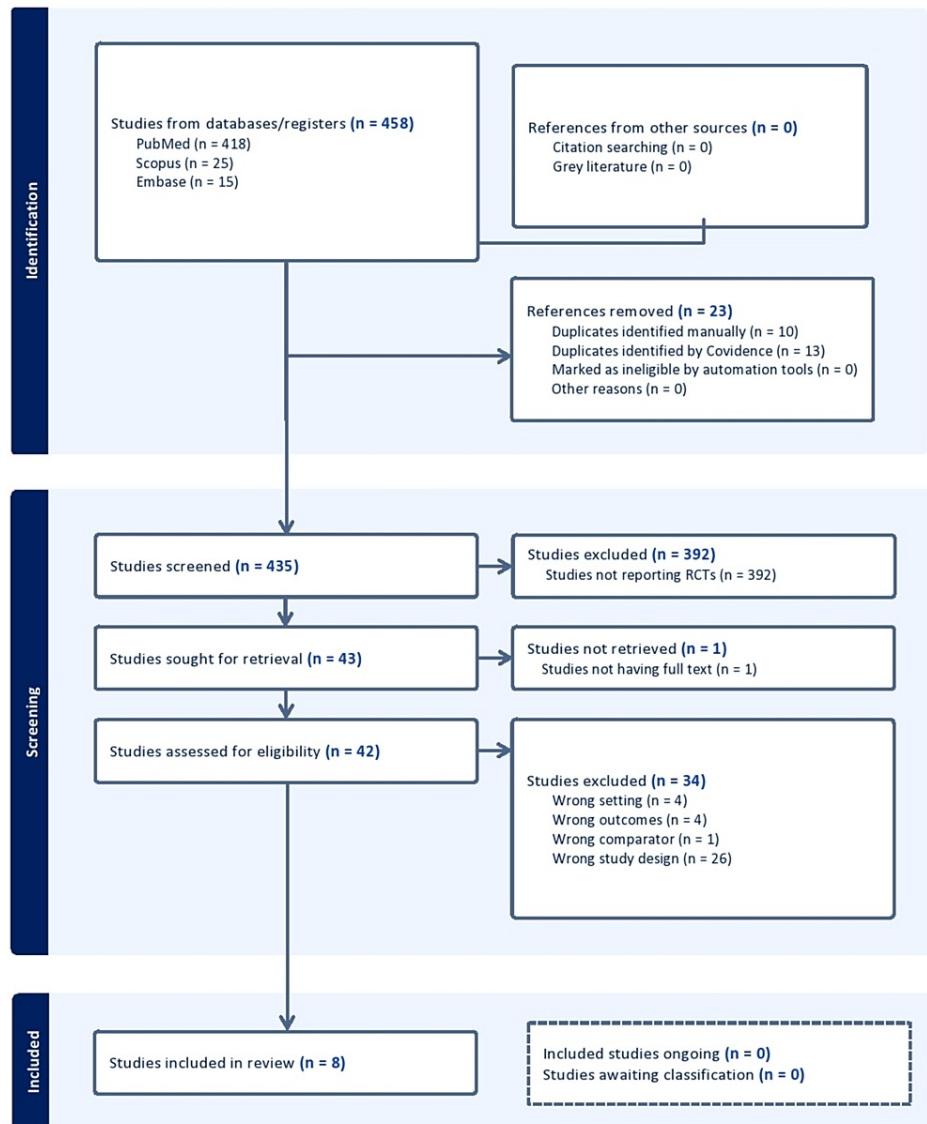 Identification
Studies from databases/registers (n = 458)
PubMed (n = 418)
Scopus (n = 25)
Embase (n = 15)
References from other sources (n = 0)
Citation searching (n = 0)
Grey literature (n = 0)
References removed (n = 23)
Duplicates identified manually (n = 10)
Duplicates identified by Covidence (n = 13)
Marked as ineligible by automation tools (n = 0)
Other reasons (n = 0)
Screening
Studies screened (n = 435)
Studies excluded (n = 392)
Studies not reporting RCTs (n = 392)
Studies sought for retrieval (n = 43)
Studies not retrieved (n = 1)
Studies not having full text (n = 1)
Studies assessed for eligibility (n = 42)
Studies excluded (n = 34)
Wrong setting (n = 4)
Wrong outcomes (n = 4)
Wrong comparator (n = 1)
Wrong study design (n = 26)
Included
Studies included in review (n = 8)
Included studies ongoing (n = 0)
Studies awaiting classification (n = 0)